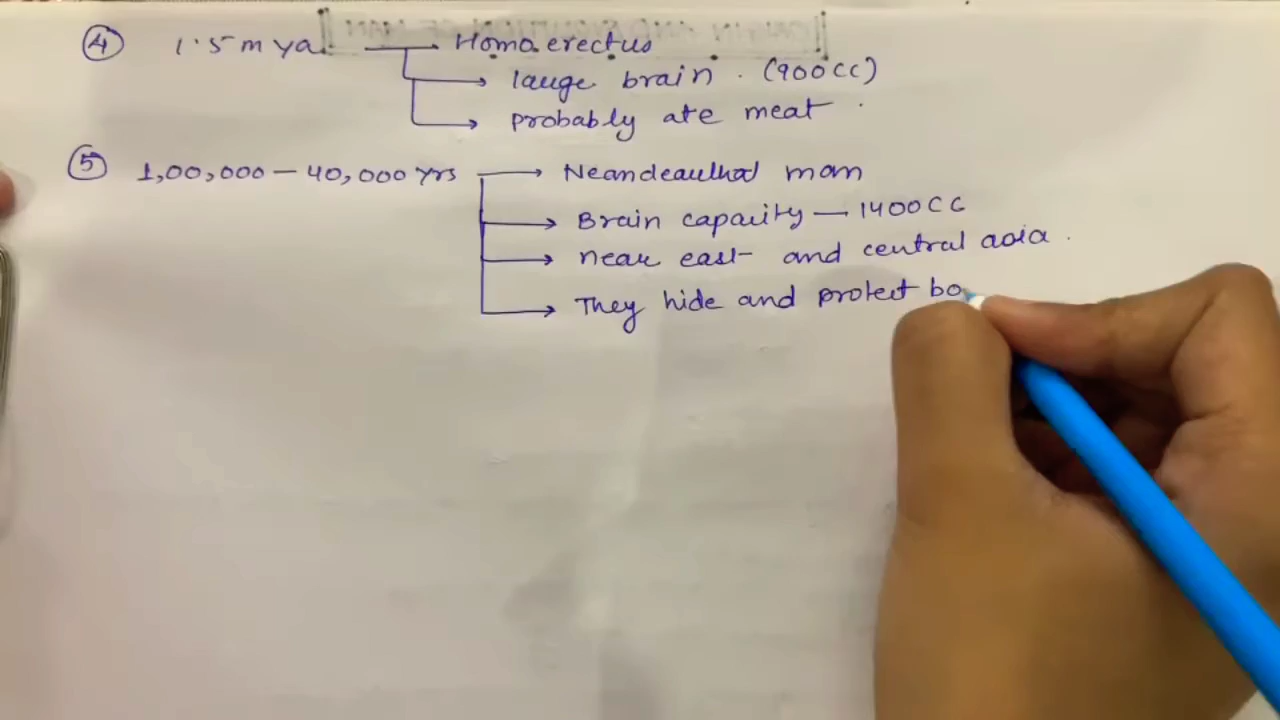 ④ 1.5 mya — Homo erectus
→ large brain . (900cc)
→ probably ate meat .
⑤ 1,00,000 – 40,000 yrs → Neanderthal man
→ Brain capacity — 1400CC
→ near east and central asia .
→ They hide and protect bo